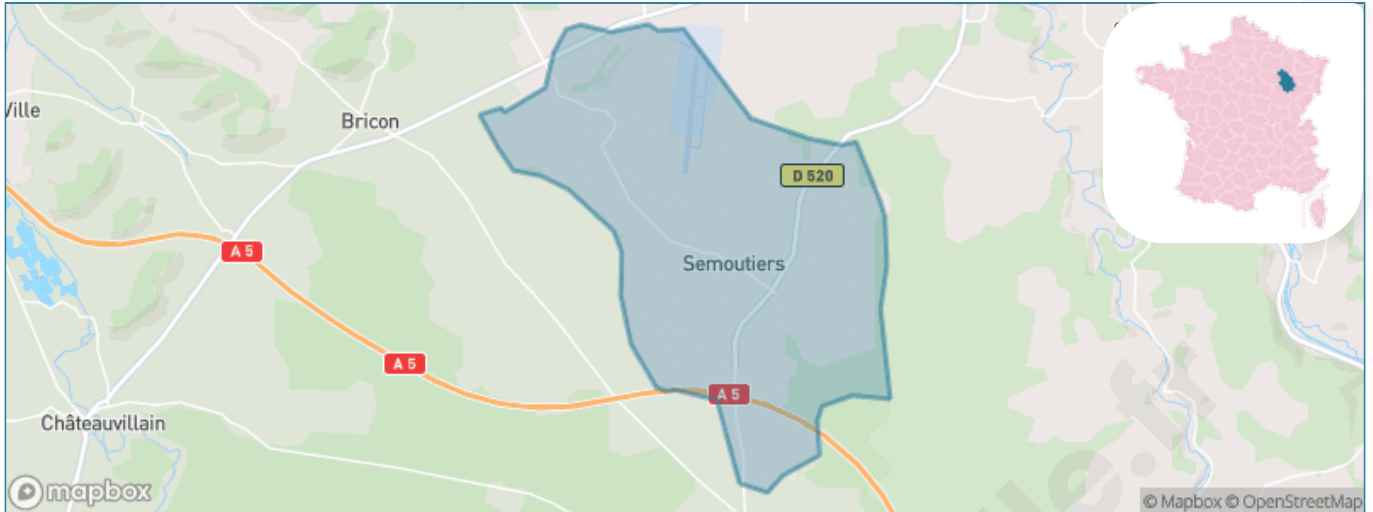 Ville
Bricon
D 520
A 5
Semoutiers
A 5
A 5
Châteauvillain
mapbox
© Mapbox © OpenStreetMap